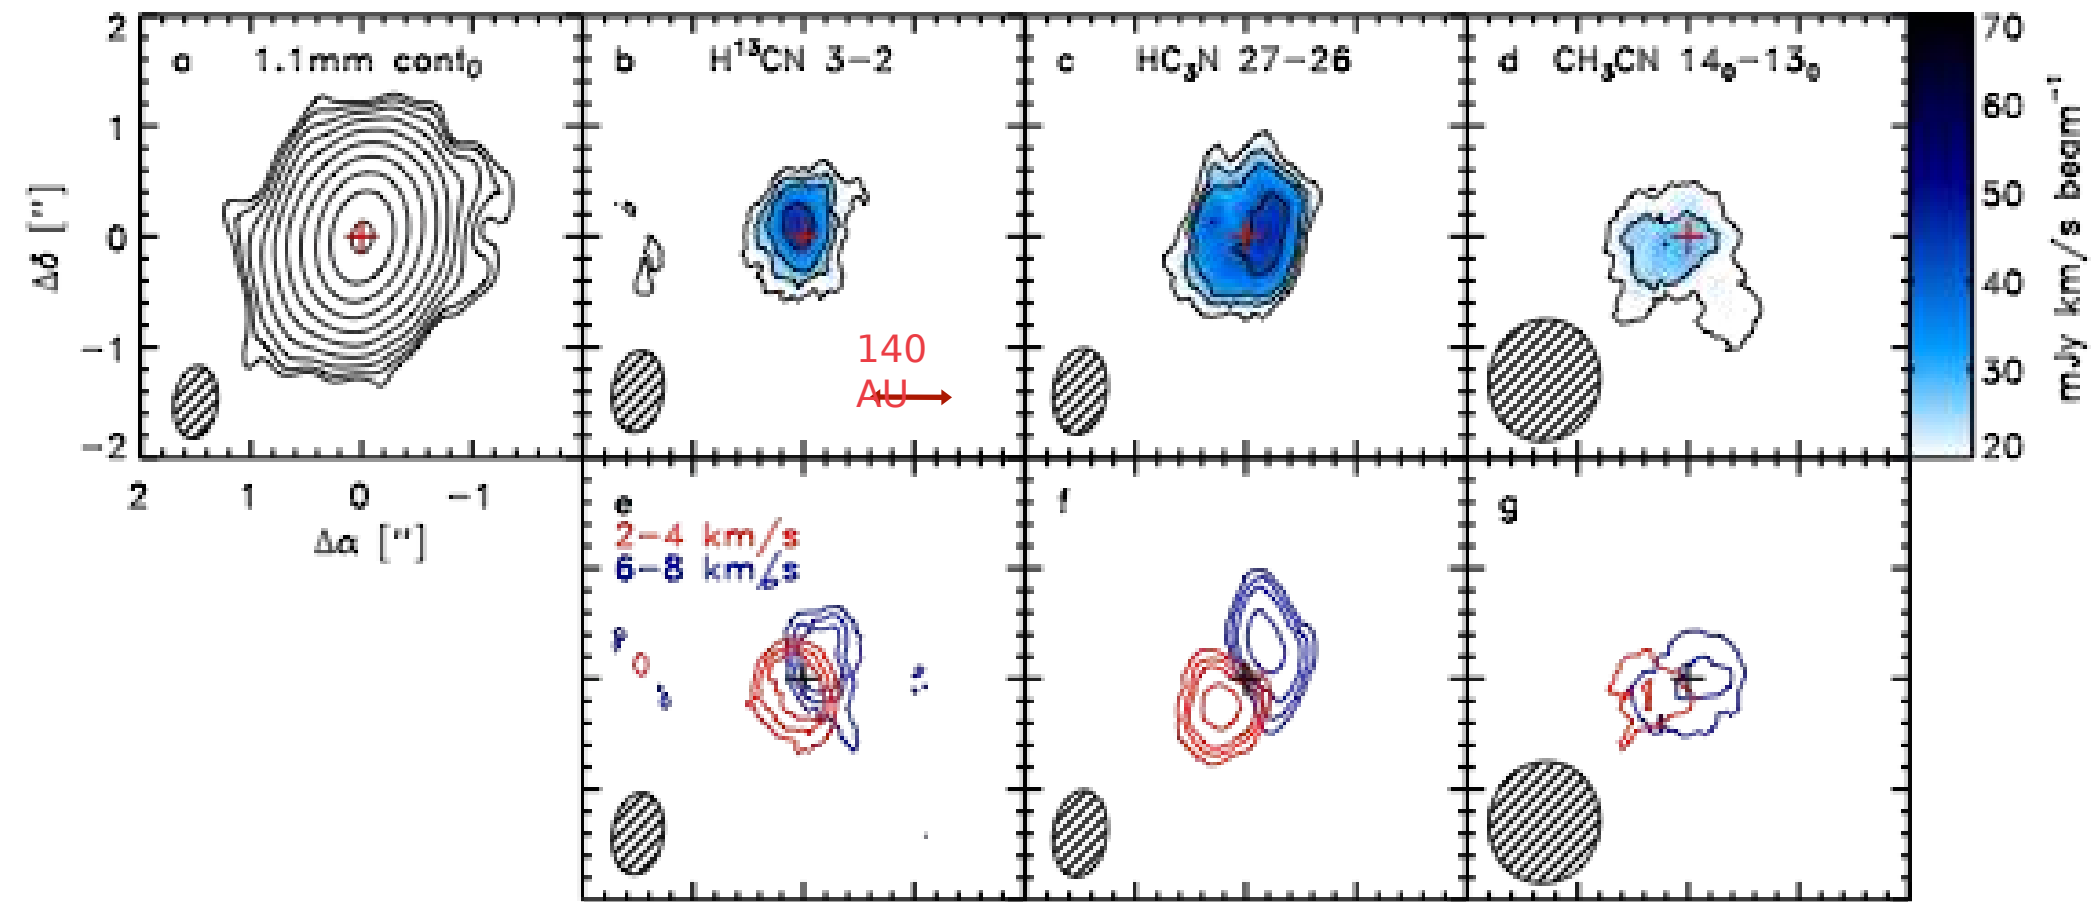 a 1.1mm cont₀
b H¹³CN 3–2
c HC₃N 27–26
d CH₃CN 14₀–13₀
2
1
0
−1
−2
Δδ ["]
140
AU
70
60
50
40
30
20
mJy km/s beam⁻¹
2 1 0 −1
Δα ["]
e
2–4 km/s
6–8 km/s
f
g